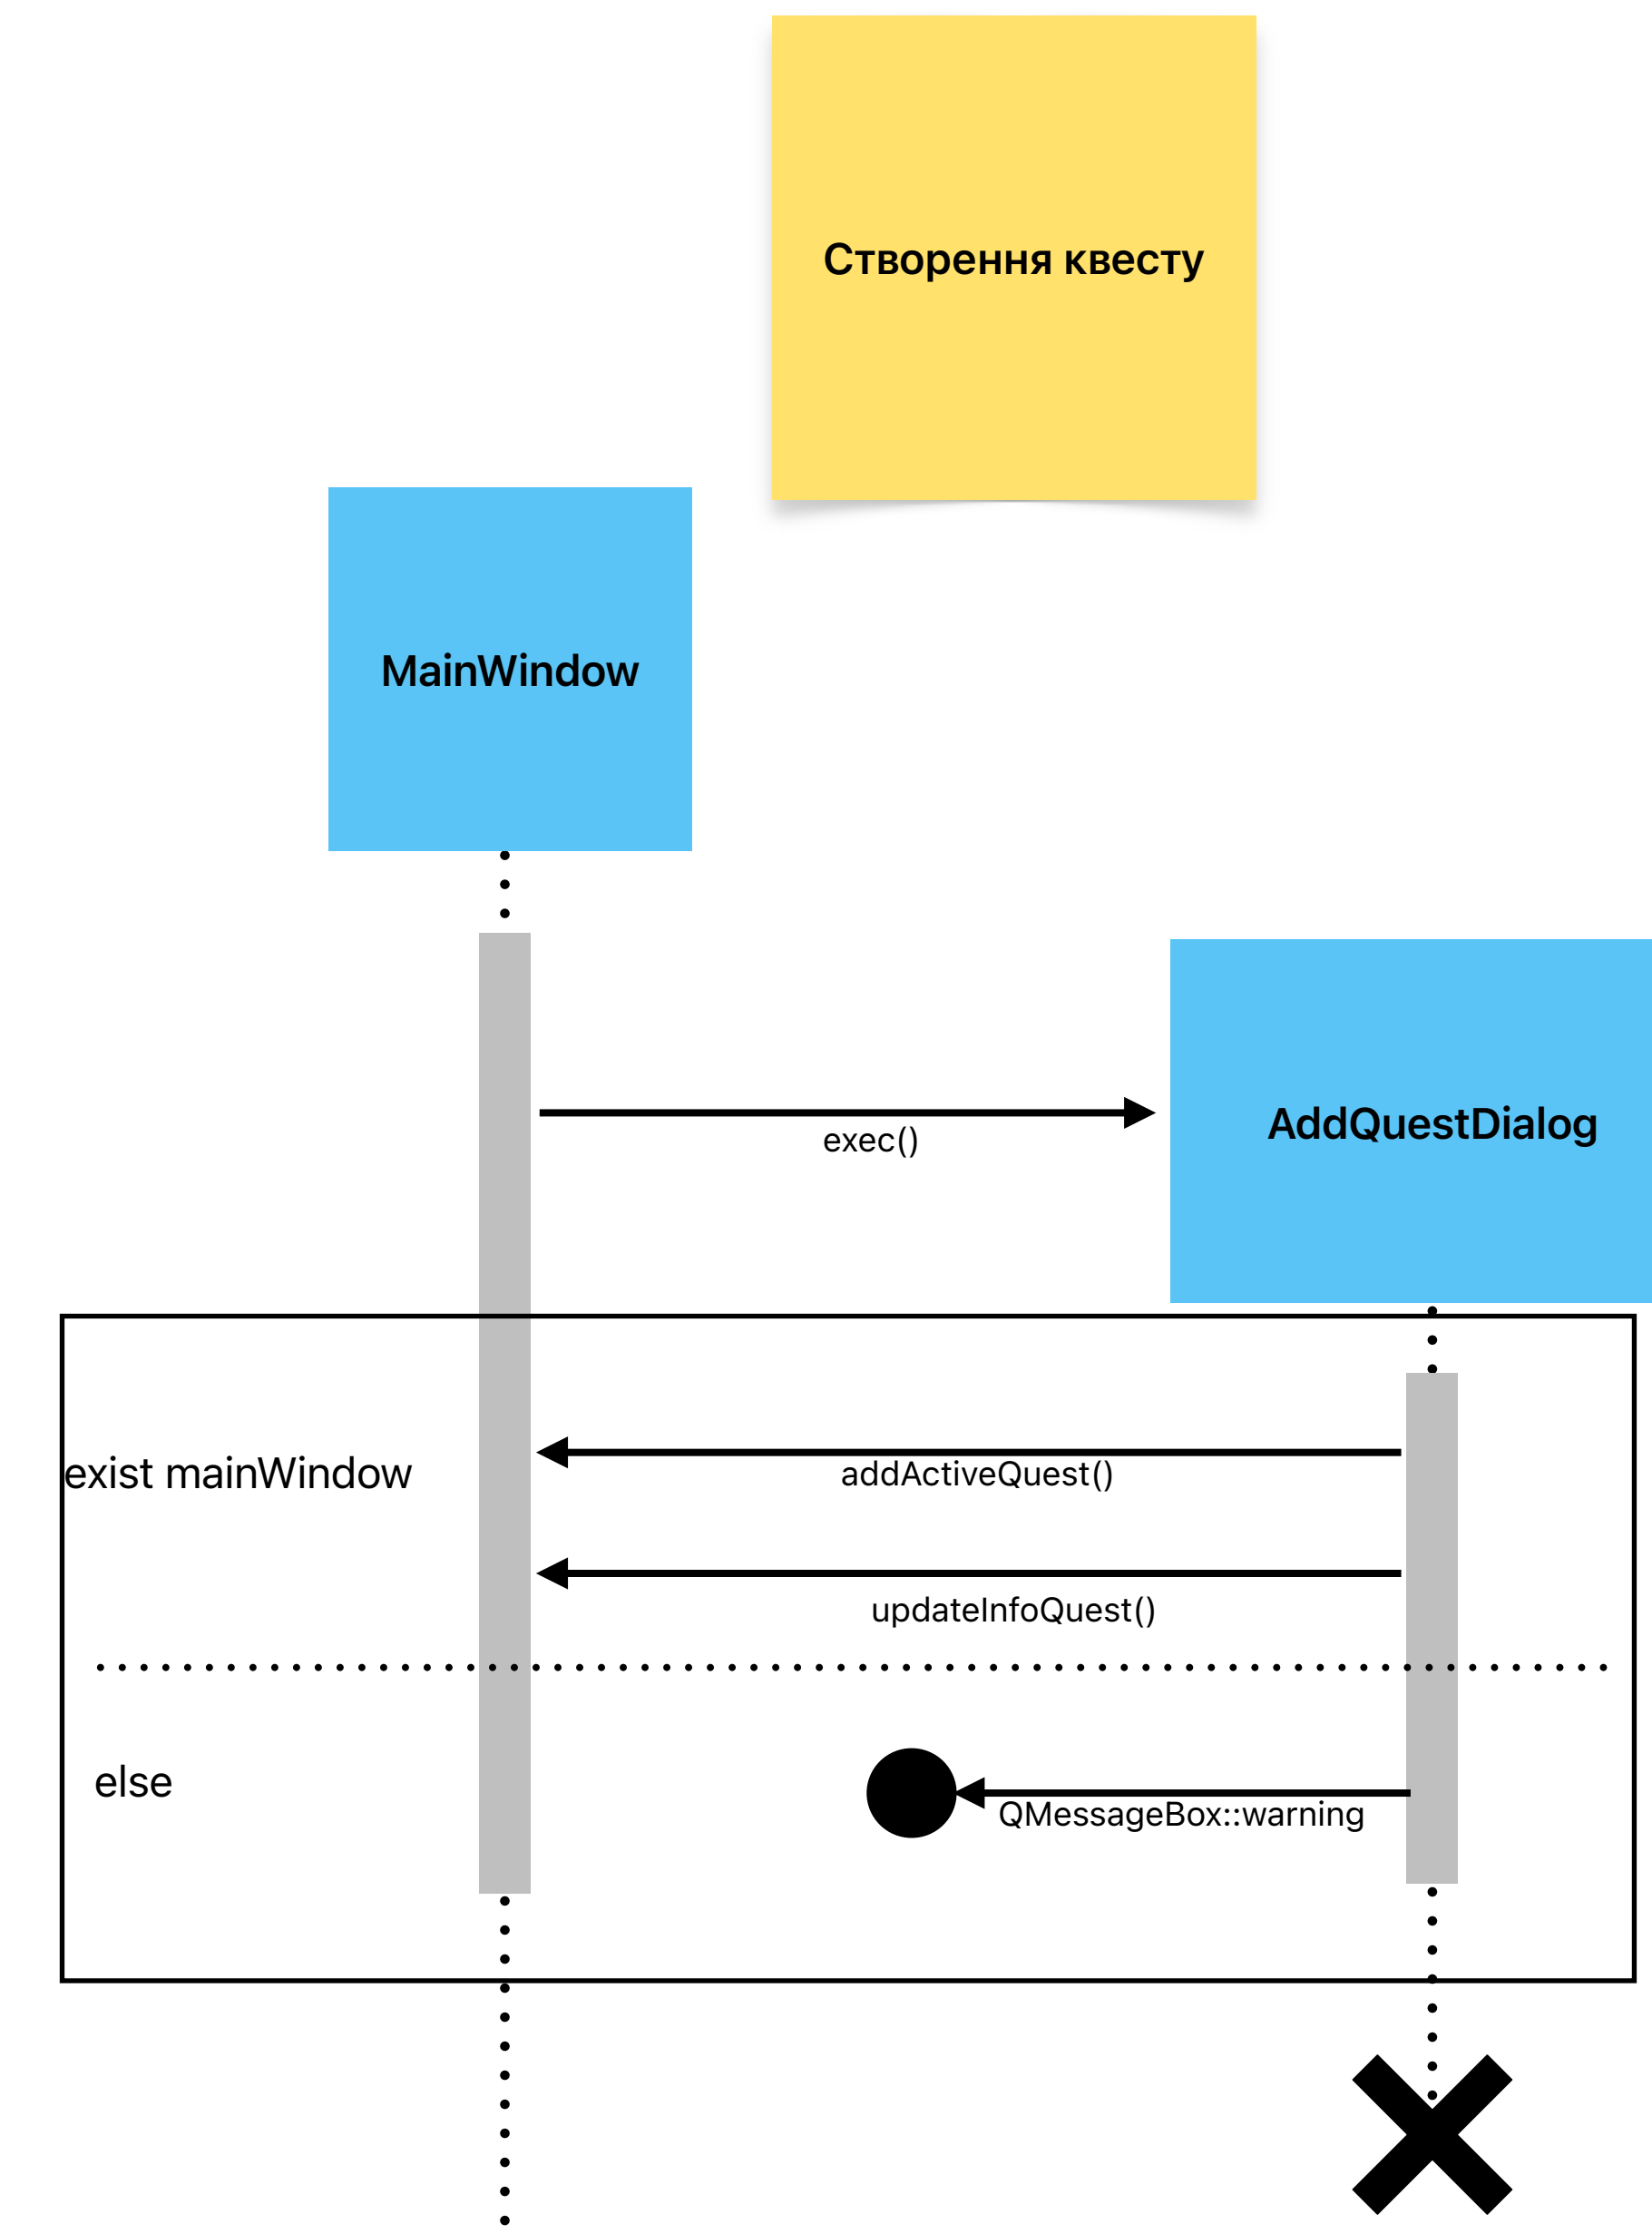 Створення квесту
MainWindow
AddQuestDialog
exec()
exist mainWindow
addActiveQuest()
updateInfoQuest()
else
QMessageBox::warning